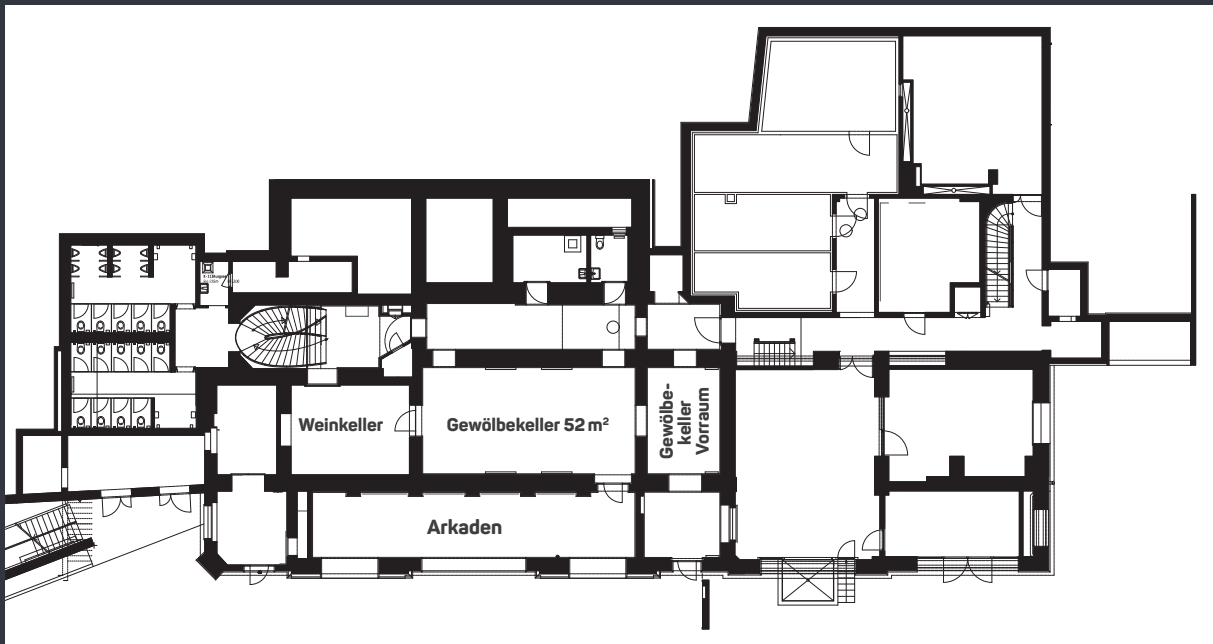 Weinkeller
Gewölbekeller 52 m²
Gewölbe-
keller
Vorraum
Arkaden